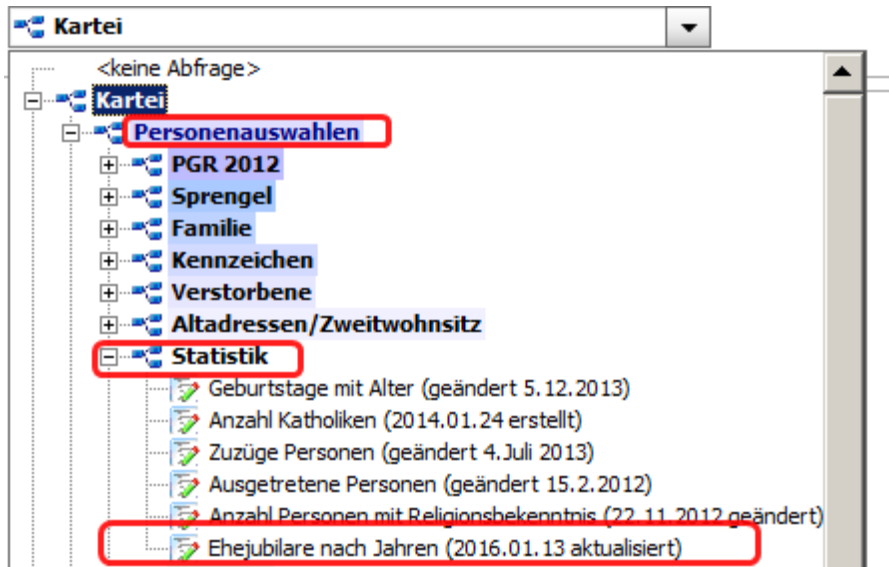 Kartei
<keine Abfrage>
Kartei
Personenauswahlen
PGR 2012
Sprengel
Familie
Kennzeichen
Verstorbene
Altadressen/Zweitwohnsitz
Statistik
Geburtstage mit Alter (geändert 5.12.2013)
Anzahl Katholiken (2014.01.24 erstellt)
Zuzüge Personen (geändert 4.Juli 2013)
Ausgetretene Personen (geändert 15.2.2012)
Anzahl Personen mit Religionsbekenntnis (22.11.2012 geändert)
Ehejubilare nach Jahren (2016.01.13 aktualisiert)